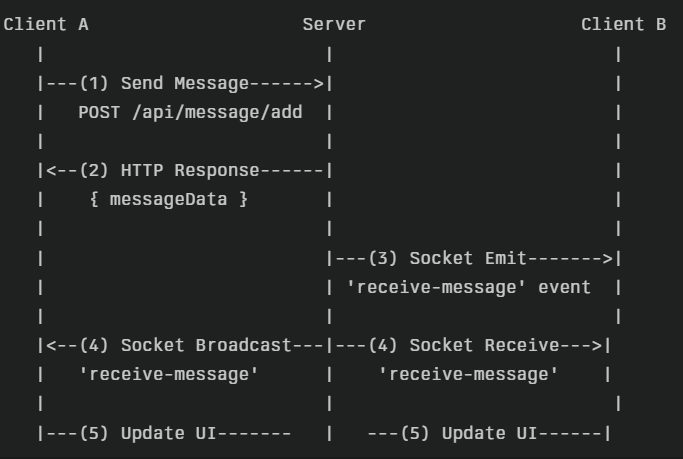 Client A                    Server                       Client B
   |                          |                           |
   |---(1) Send Message------>|                           |
   |   POST /api/message/add  |                           |
   |                          |                           |
   |<--(2) HTTP Response------|                           |
   |    { messageData }       |                           |
   |                          |                           |
   |                          |---(3) Socket Emit------->|
   |                          | 'receive-message' event  |
   |                          |                           |
   |<--(4) Socket Broadcast---|---(4) Socket Receive--->|
   |   'receive-message'      |    'receive-message'    |
   |                          |                           |
   |---(5) Update UI-------   |   ---(5) Update UI------|